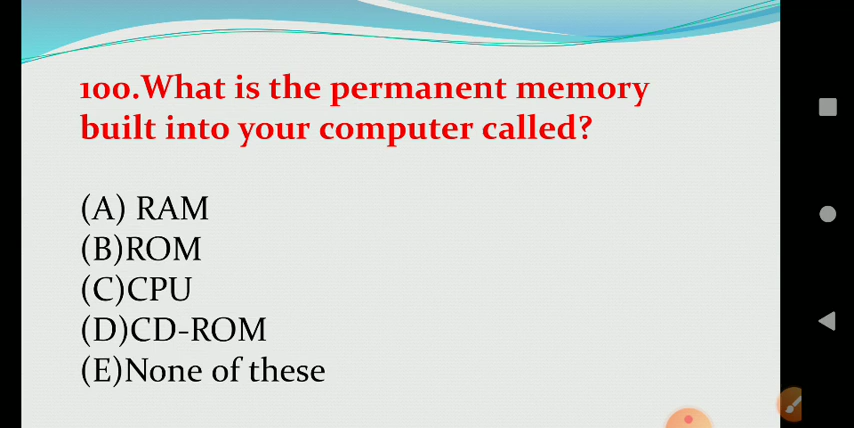 100.What is the permanent memory
built into your computer called?
(A) RAM
(B)ROM
(C)CPU
(D)CD-ROM
(E)None of these